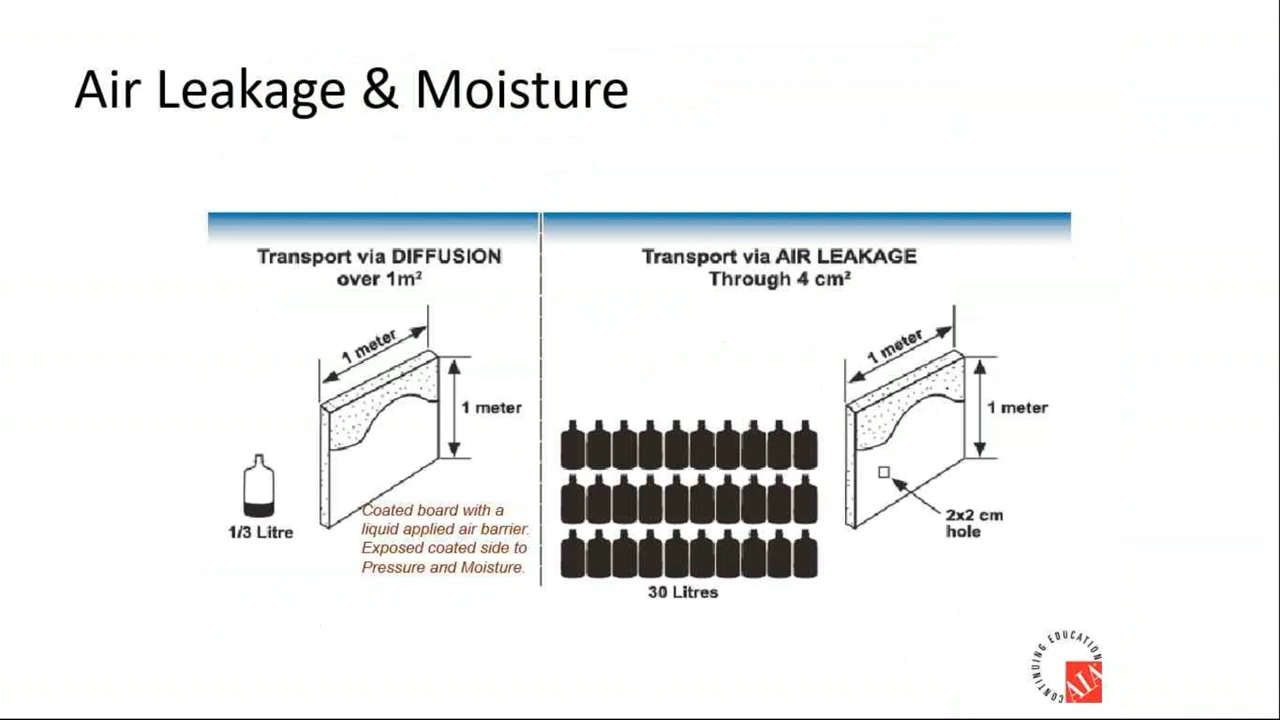 Air Leakage & Moisture
Transport via DIFFUSION
over 1m²
1 meter
1 meter
1/3 Litre
Coated board with a
liquid applied air barrier.
Exposed coated side to
Pressure and Moisture.
Transport via AIR LEAKAGE
Through 4 cm²
1 meter
1 meter
2x2 cm
hole
30 Litres
CONTINUING EDUCATION
AIA